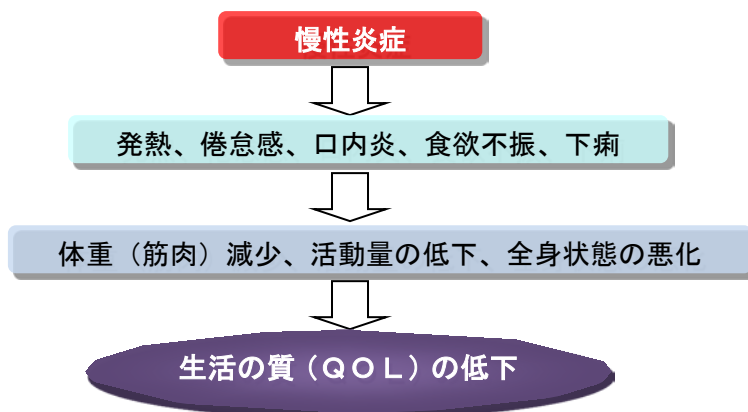 慢性炎症
発熱、倦怠感、口内炎、食欲不振、下痢
体重（筋肉）減少、活動量の低下、全身状態の悪化
生活の質（ＱＯＬ）の低下